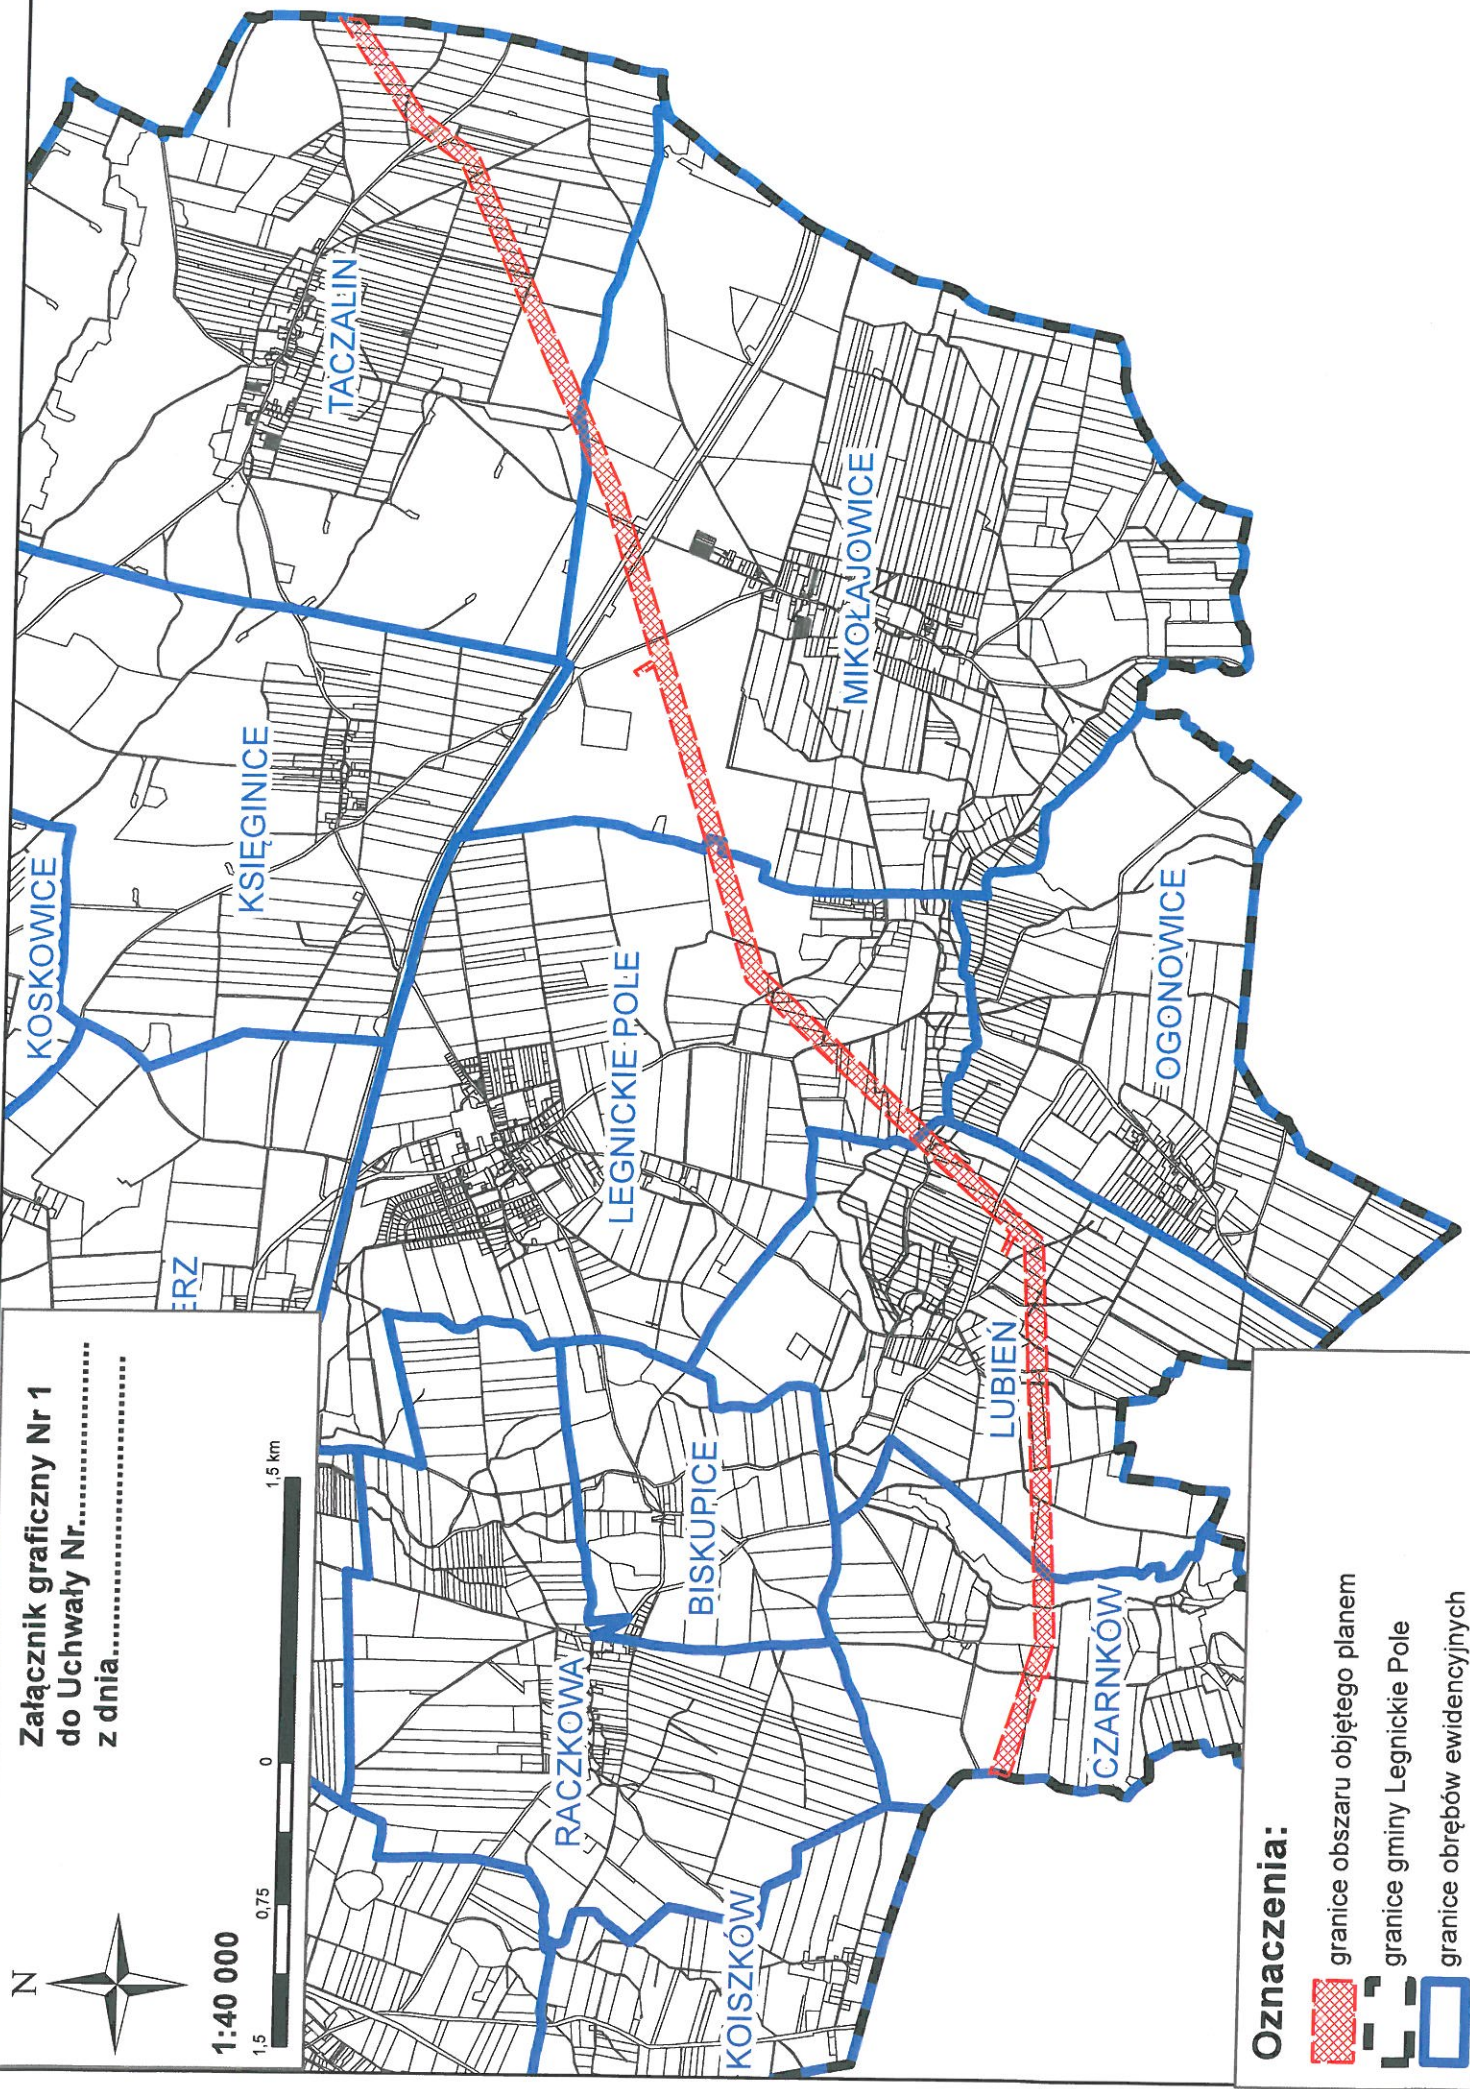 Załącznik graficzny Nr 1
do Uchwały Nr..........................
z dnia......................................
N
1:40 000
1,5 0,75 0 1,5 km
KOSKOWICE
KSIĘGINICE
TACZALIN
ERZ
LEGNICKIE POLE
MIKOŁAJOWICE
RACZKOWA
BISKUPICE
KOISZKÓW
LUBIEŃ
OGONOWICE
CZARNKÓW
Oznaczenia:
granice obszaru objętego planem
granice gminy Legnickie Pole
granice obrębów ewidencyjnych